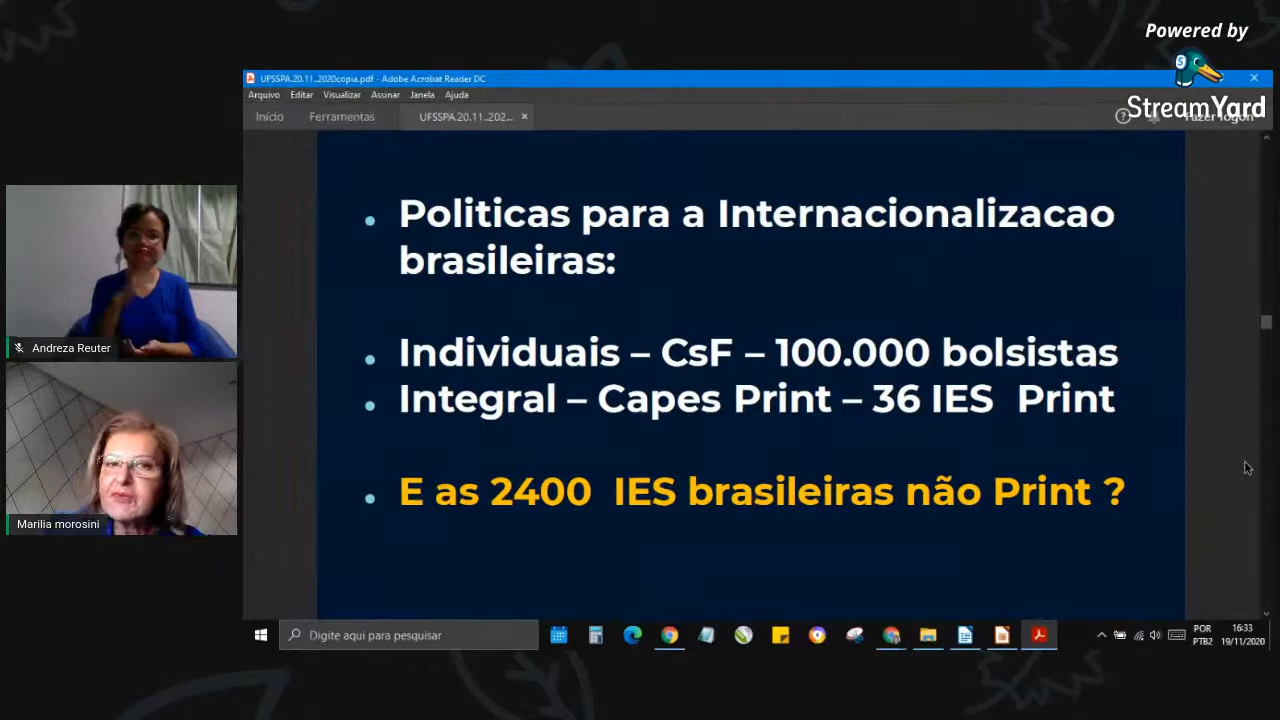 Powered by
StreamYard
UFSSPA.20.11..2020copia.pdf - Adobe Acrobat Reader DC
Arquivo Editar Visualizar Assinar Janela Ajuda
Início Ferramentas UFSSPA.20.11..202... Fazer logon
• Politicas para a Internacionalizacao
brasileiras:
• Individuais – CsF – 100.000 bolsistas
• Integral – Capes Print – 36 IES Print
• E as 2400 IES brasileiras não Print ?
Andreza Reuter
Marilia morosini
Digite aqui para pesquisar
POR
PTB2
16:33
19/11/2020